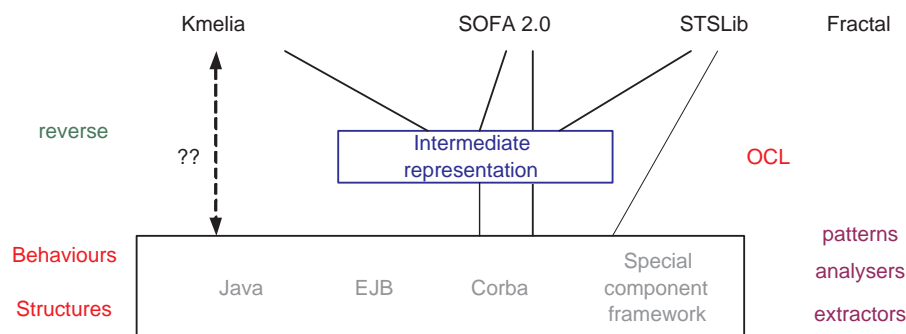 Kmelia SOFA 2.0 STSLib Fractal
reverse
??
Intermediate
representation
OCL
Behaviours
Structures
Java EJB Corba
Special
component
framework
patterns
analysers
extractors